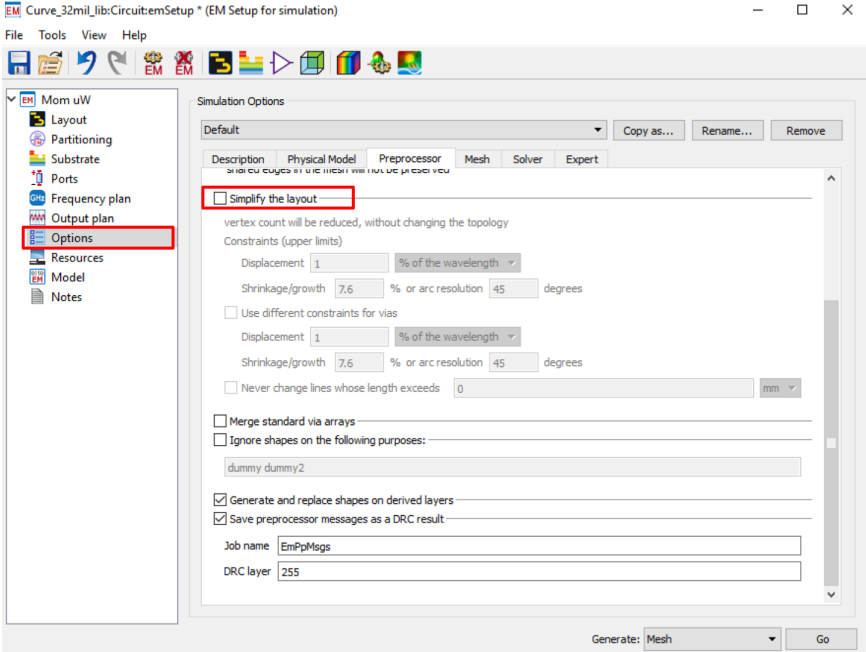 EM Curve_32mil_lib:Circuit:emSetup * (EM Setup for simulation)
File Tools View Help
EM EM
EM Mom uW
Layout
Partitioning
Substrate
Ports
GHz Frequency plan
Output plan
Options
Resources
EM Model
Notes
Simulation Options
Default Copy as... Rename... Remove
Description Physical Model Preprocessor Mesh Solver Expert
shared edges in the mesh will not be preserved
Simplify the layout
vertex count will be reduced, without changing the topology
Constraints (upper limits)
Displacement 1 % of the wavelength
Shrinkage/growth 7.6 % or arc resolution 45 degrees
Use different constraints for vias
Displacement 1 % of the wavelength
Shrinkage/growth 7.6 % or arc resolution 45 degrees
Never change lines whose length exceeds 0 mm
Merge standard via arrays
Ignore shapes on the following purposes:
dummy dummy2
Generate and replace shapes on derived layers
Save preprocessor messages as a DRC result
Job name EmPpMsgs
DRC layer 255
Generate: Mesh Go